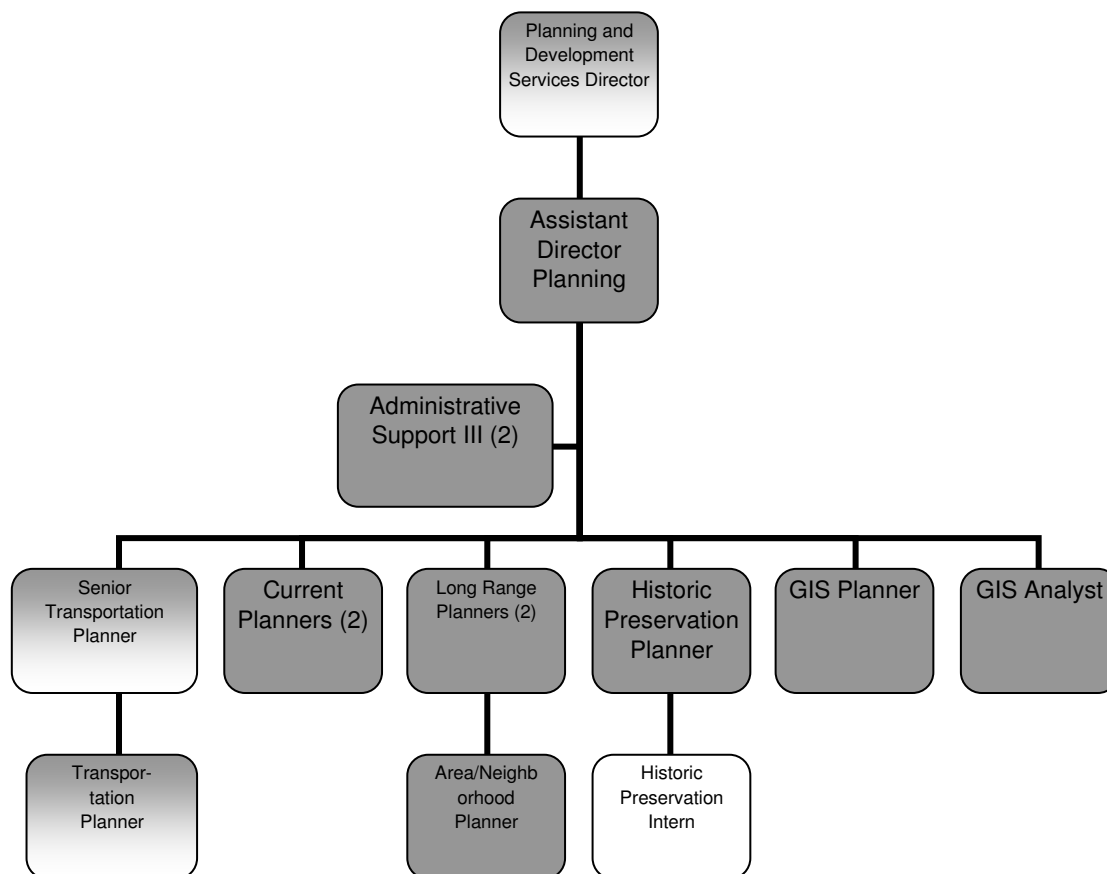 Planning and
Development
Services Director
Assistant
Director
Planning
Administrative
Support III (2)
Senior
Transportation
Planner
Current
Planners (2)
Long Range
Planners (2)
Historic
Preservation
Planner
GIS Planner
GIS Analyst
Transpor-
tation
Planner
Area/Neighb
orhood
Planner
Historic
Preservation
Intern